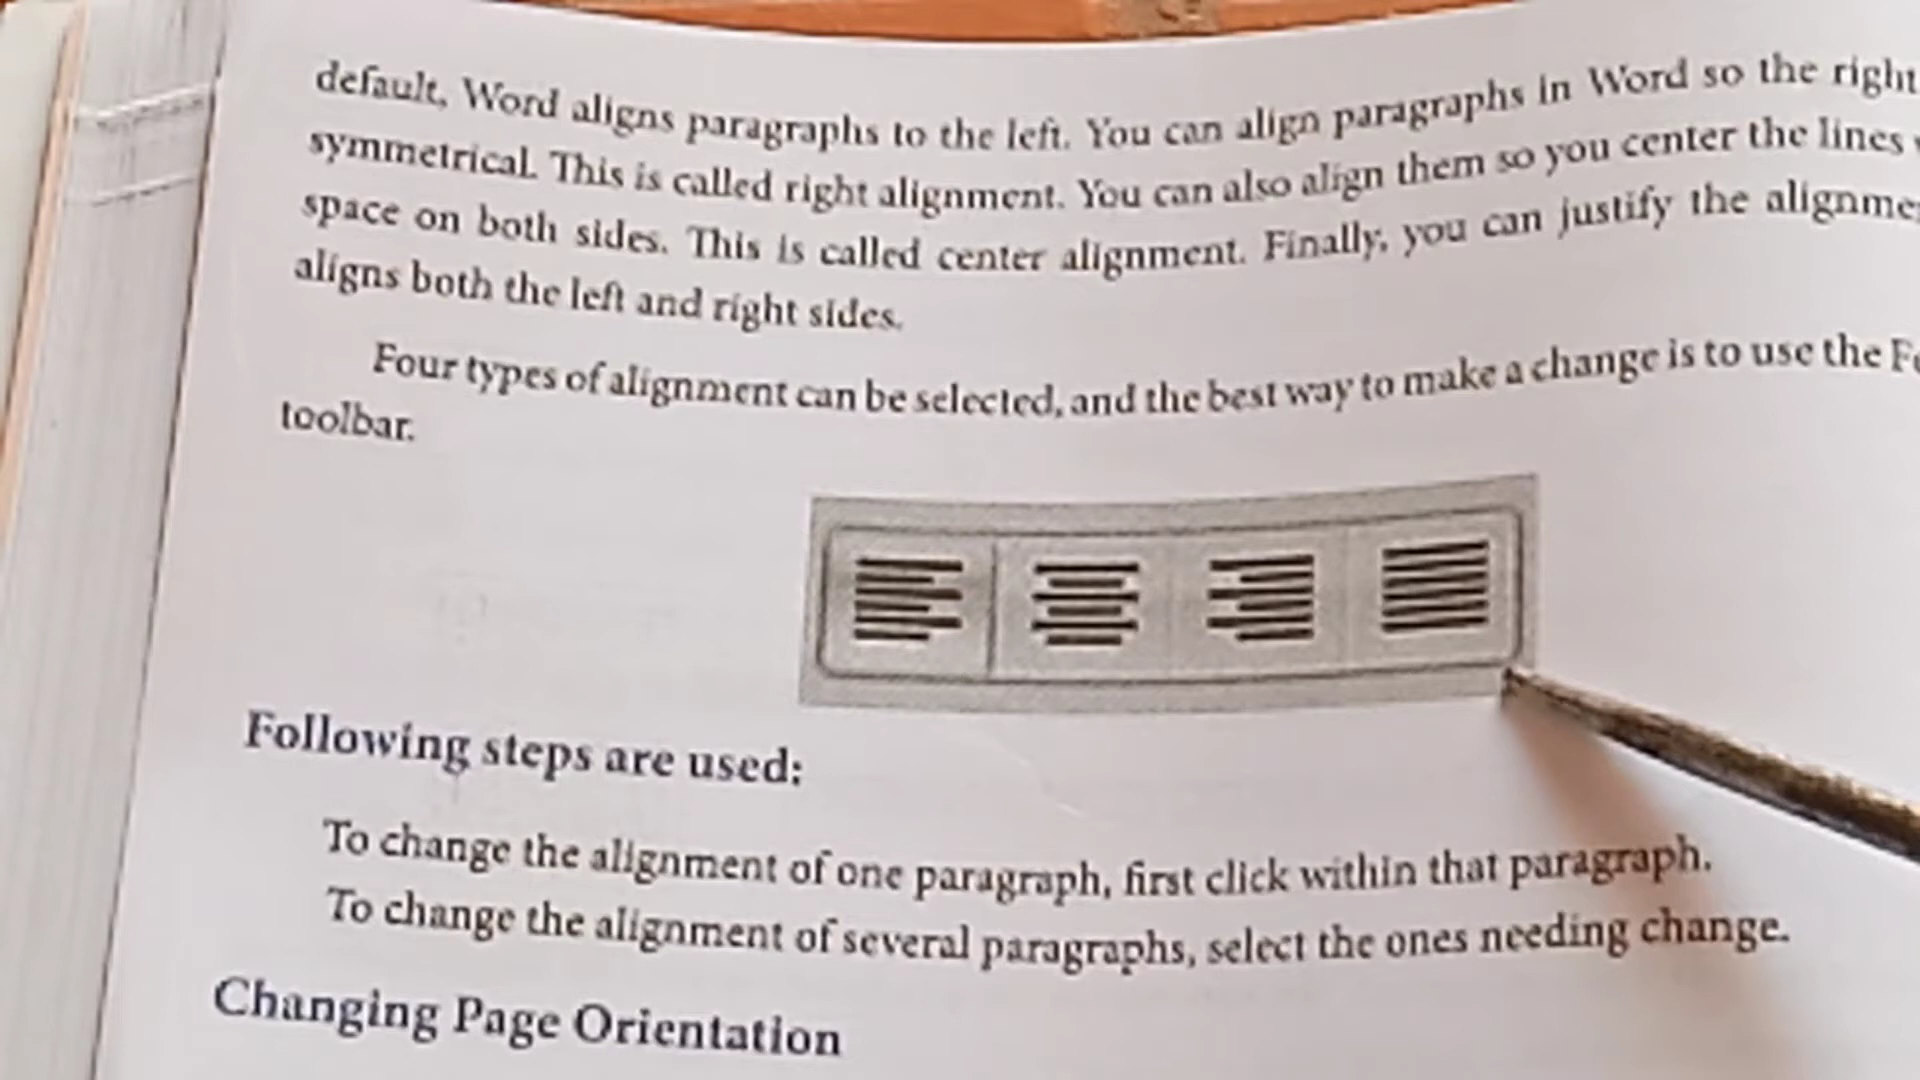 default, Word aligns paragraphs to the left. You can align paragraphs in Word so the right
symmetrical. This is called right alignment. You can also align them so you center the lines
space on both sides. This is called center alignment. Finally, you can justify the
aligns both the left and right sides.
Four types of alignment can be selected, and the best way to make a change is to use the
toolbar.
Following steps are used:
To change the alignment of one paragraph, first click within that paragraph.
To change the alignment of several paragraphs, select the ones needing change.
Changing Page Orientation